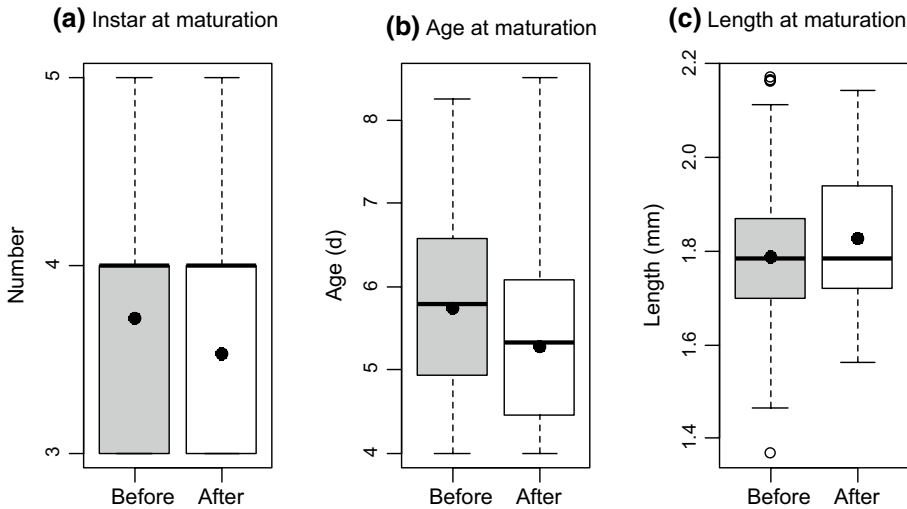 (a) Instar at maturation
Number
5
4
3
Before After
(b) Age at maturation
Age (d)
8
7
6
5
4
Before After
(c) Length at maturation
Length (mm)
2.2
2.0
1.8
1.6
1.4
Before After